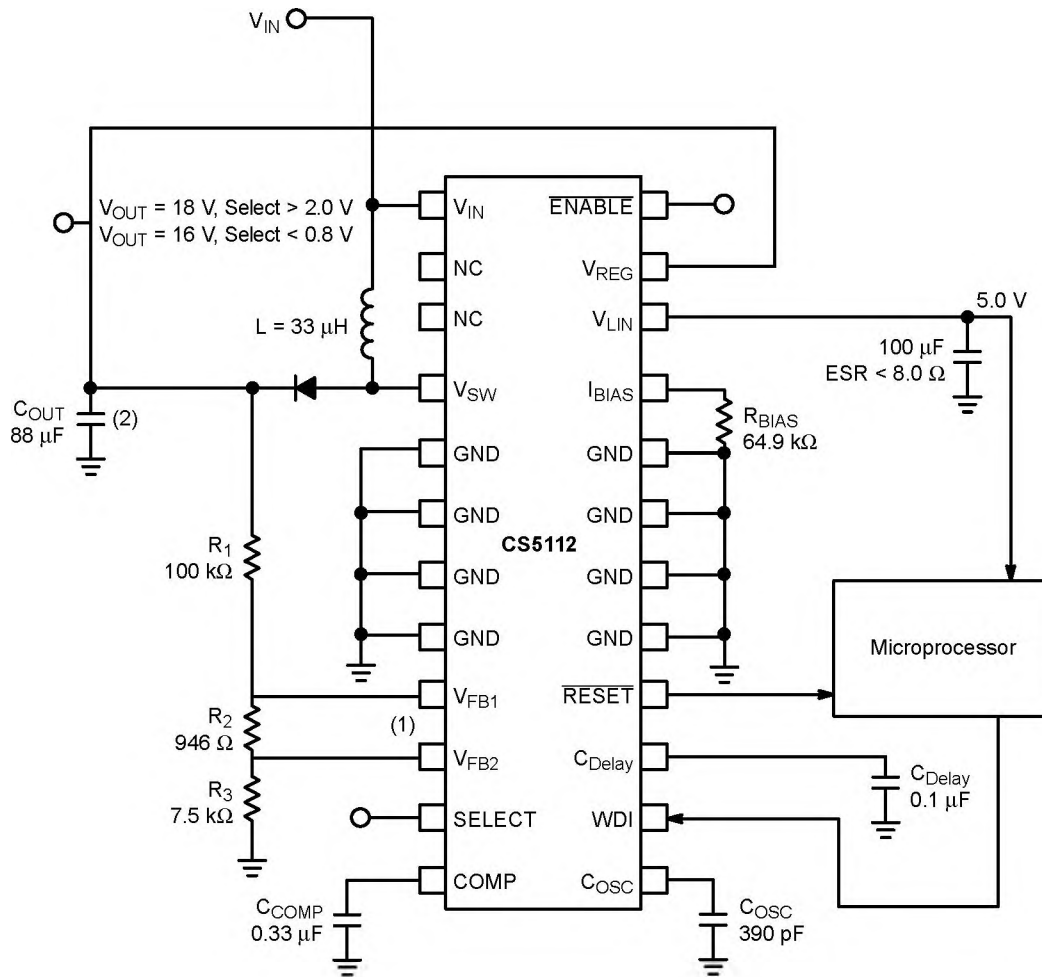 V_IN
V_OUT = 18 V, Select > 2.0 V
V_OUT = 16 V, Select < 0.8 V
L = 33 μH
C_OUT
88 μF
(2)
R_1
100 kΩ
R_2
946 Ω
R_3
7.5 kΩ
C_COMP
0.33 μF
V_IN
NC
NC
V_SW
GND
GND
GND
GND
V_FB1
(1)
V_FB2
SELECT
COMP
CS5112
ENABLE
V_REG
V_LIN
I_BIAS
GND
GND
GND
GND
RESET
C_Delay
WDI
C_OSC
5.0 V
100 μF
ESR < 8.0 Ω
R_BIAS
64.9 kΩ
Microprocessor
C_Delay
0.1 μF
C_OSC
390 pF